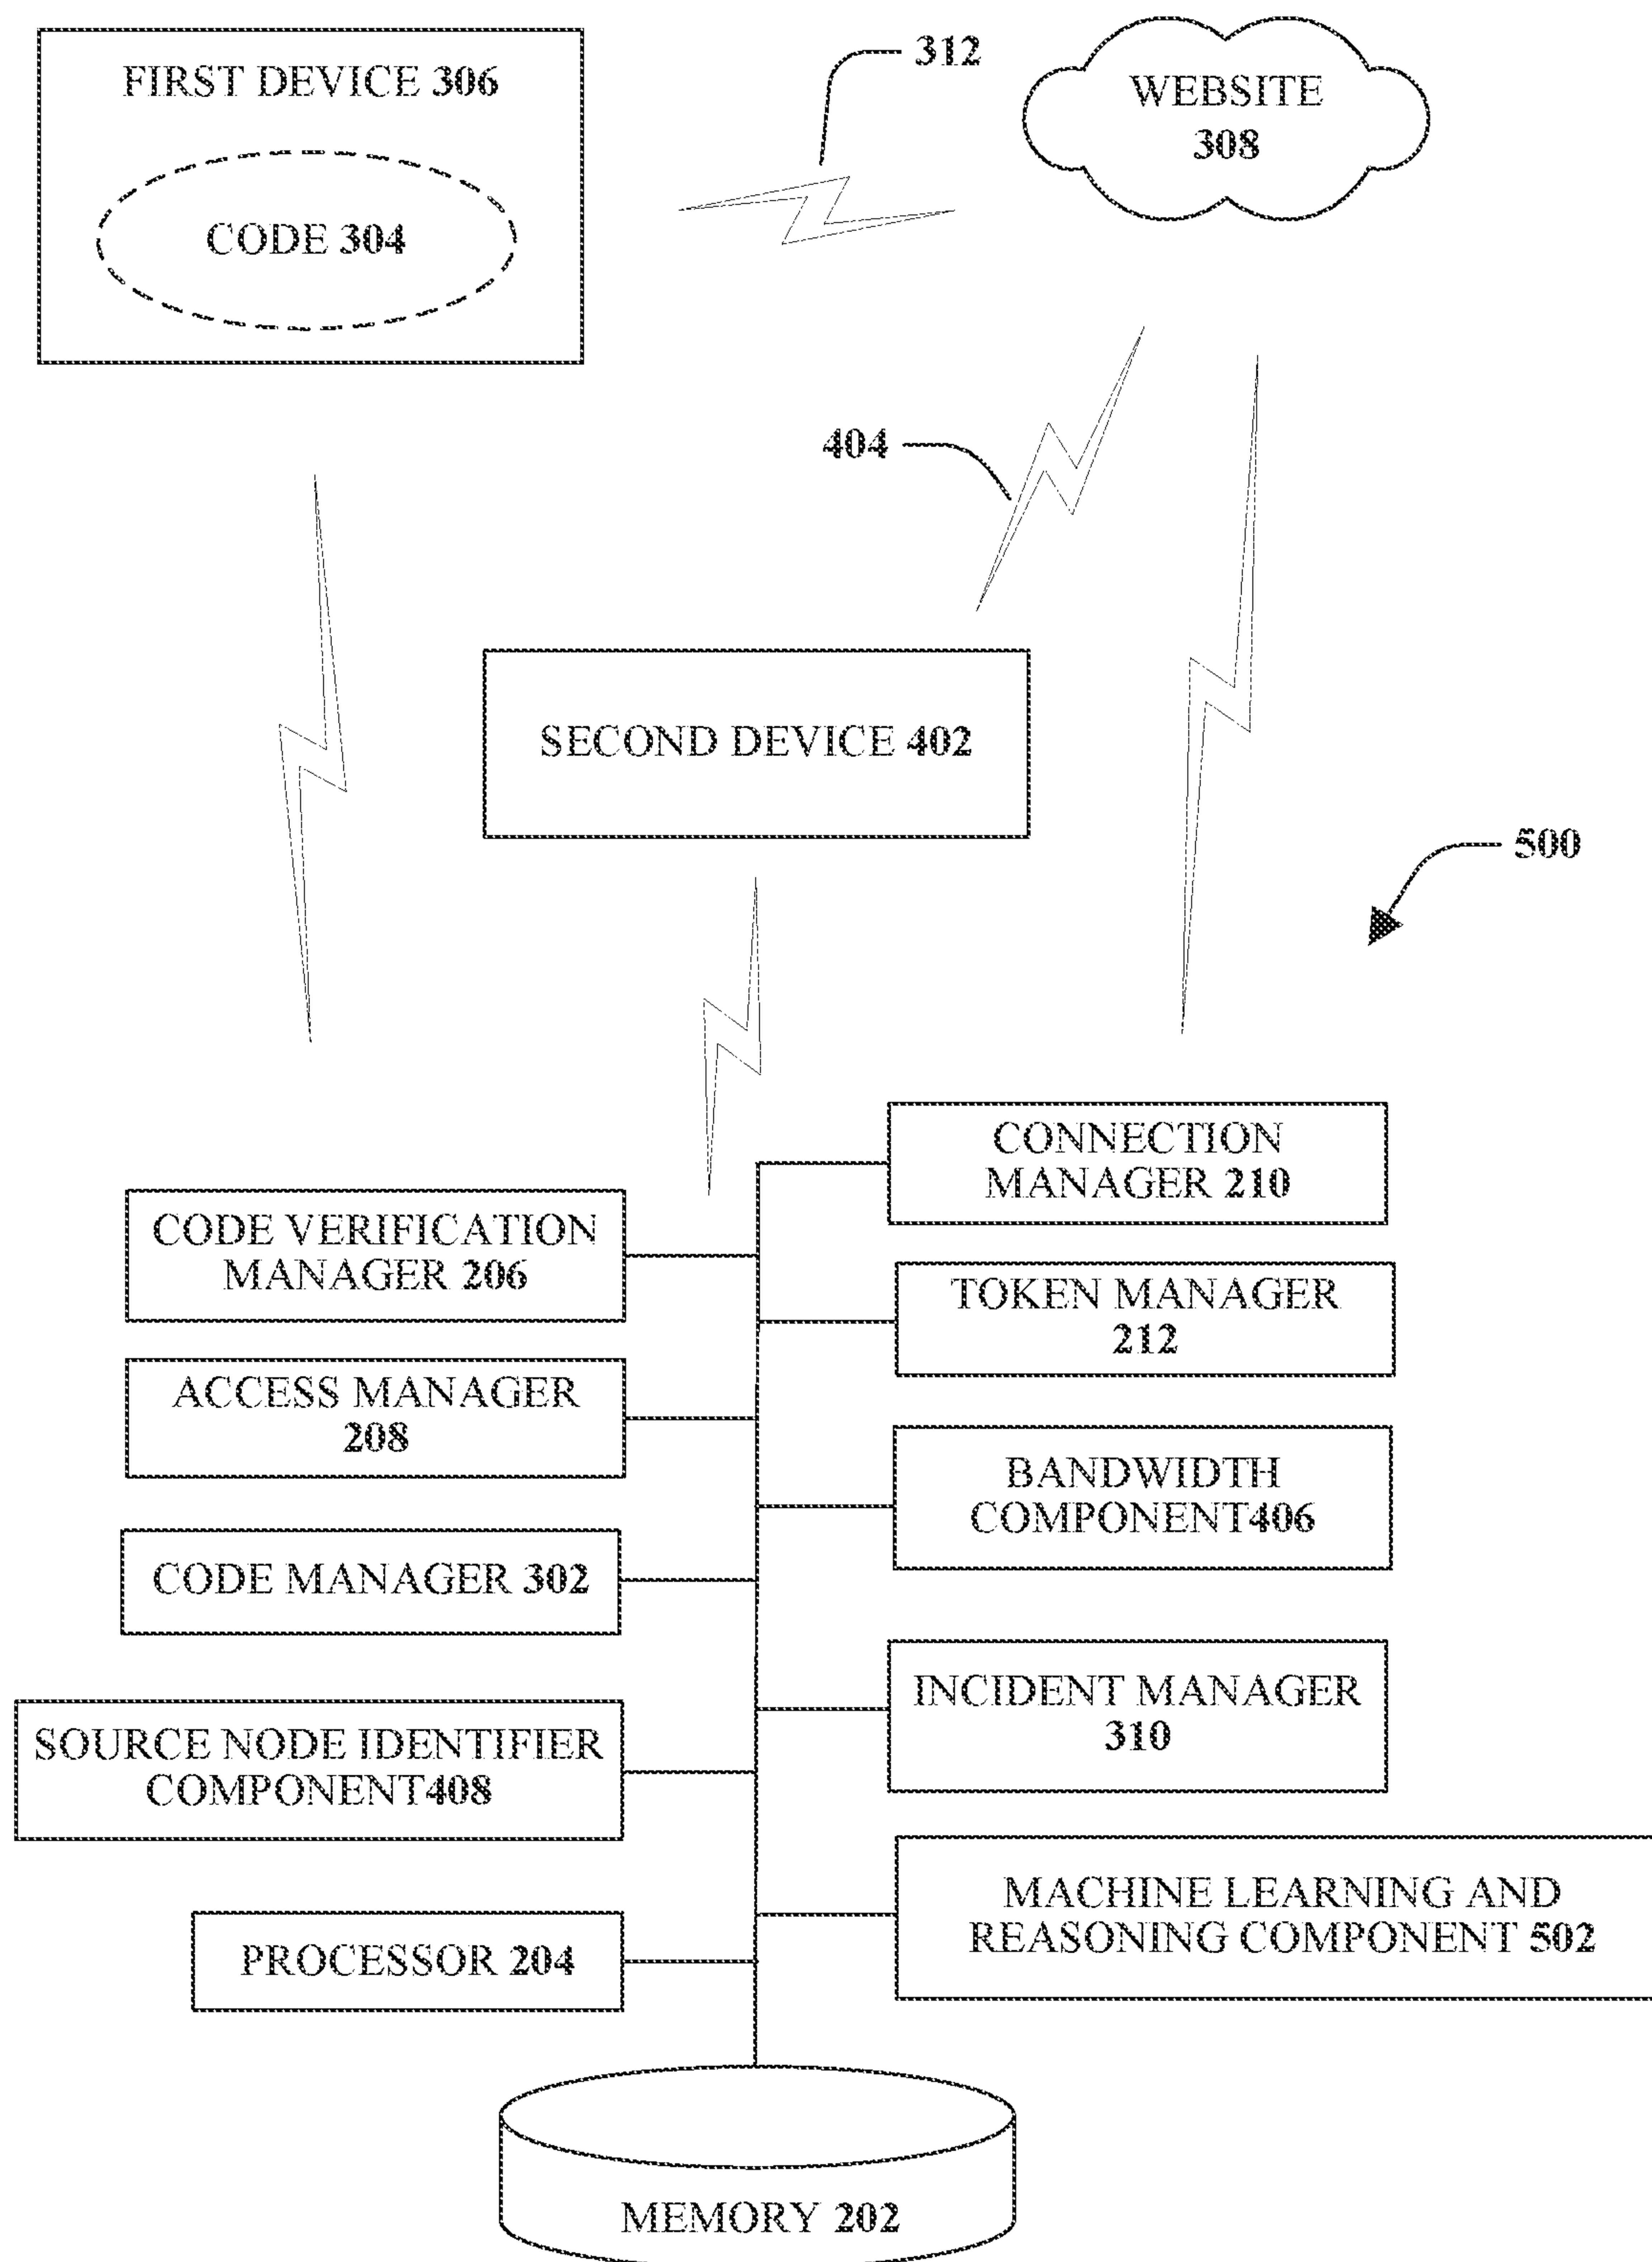 FIRST DEVICE 306
CODE 304
312
WEBSITE
308
404
SECOND DEVICE 402
500
CONNECTION
MANAGER 210
CODE VERIFICATION
MANAGER 206
TOKEN MANAGER
212
ACCESS MANAGER
208
BANDWIDTH
COMPONENT406
CODE MANAGER 302
INCIDENT MANAGER
310
SOURCE NODE IDENTIFIER
COMPONENT408
MACHINE LEARNING AND
REASONING COMPONENT 502
PROCESSOR 204
MEMORY 202